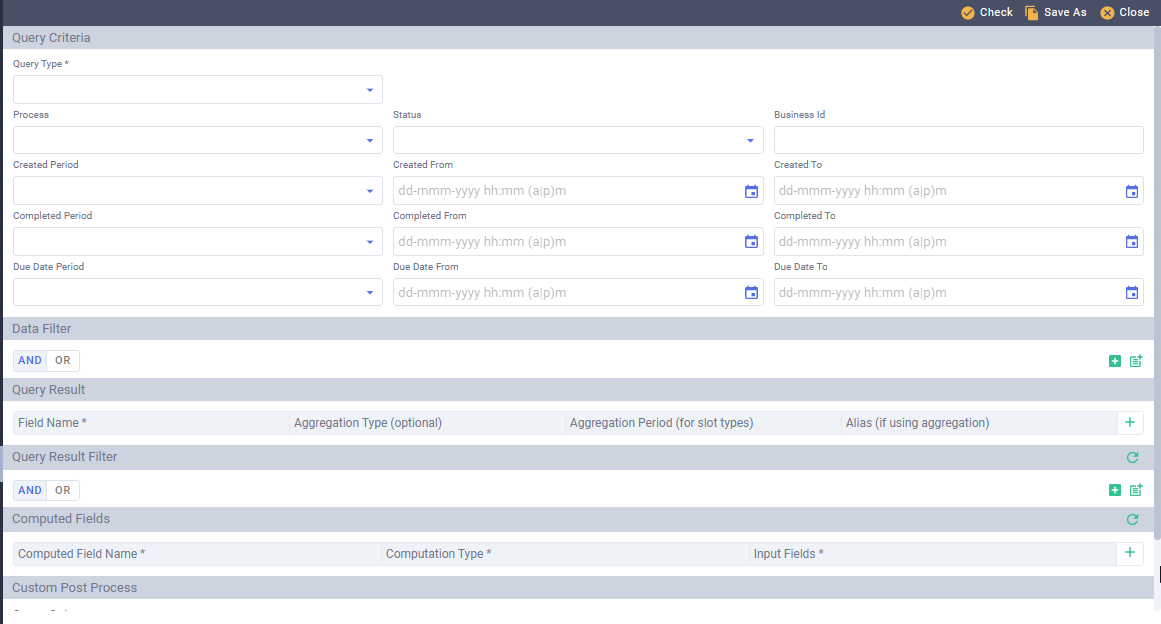 Check Save As Close
Query Criteria
Query Type *
Process Status Business Id
Created Period Created From Created To
dd-mmm-yyyy hh:mm (a|p)m dd-mmm-yyyy hh:mm (a|p)m
Completed Period Completed From Completed To
dd-mmm-yyyy hh:mm (a|p)m dd-mmm-yyyy hh:mm (a|p)m
Due Date Period Due Date From Due Date To
dd-mmm-yyyy hh:mm (a|p)m dd-mmm-yyyy hh:mm (a|p)m
Data Filter
AND OR
Query Result
Field Name * Aggregation Type (optional) Aggregation Period (for slot types) Alias (if using aggregation)
Query Result Filter
AND OR
Computed Fields
Computed Field Name * Computation Type * Input Fields *
Custom Post Process